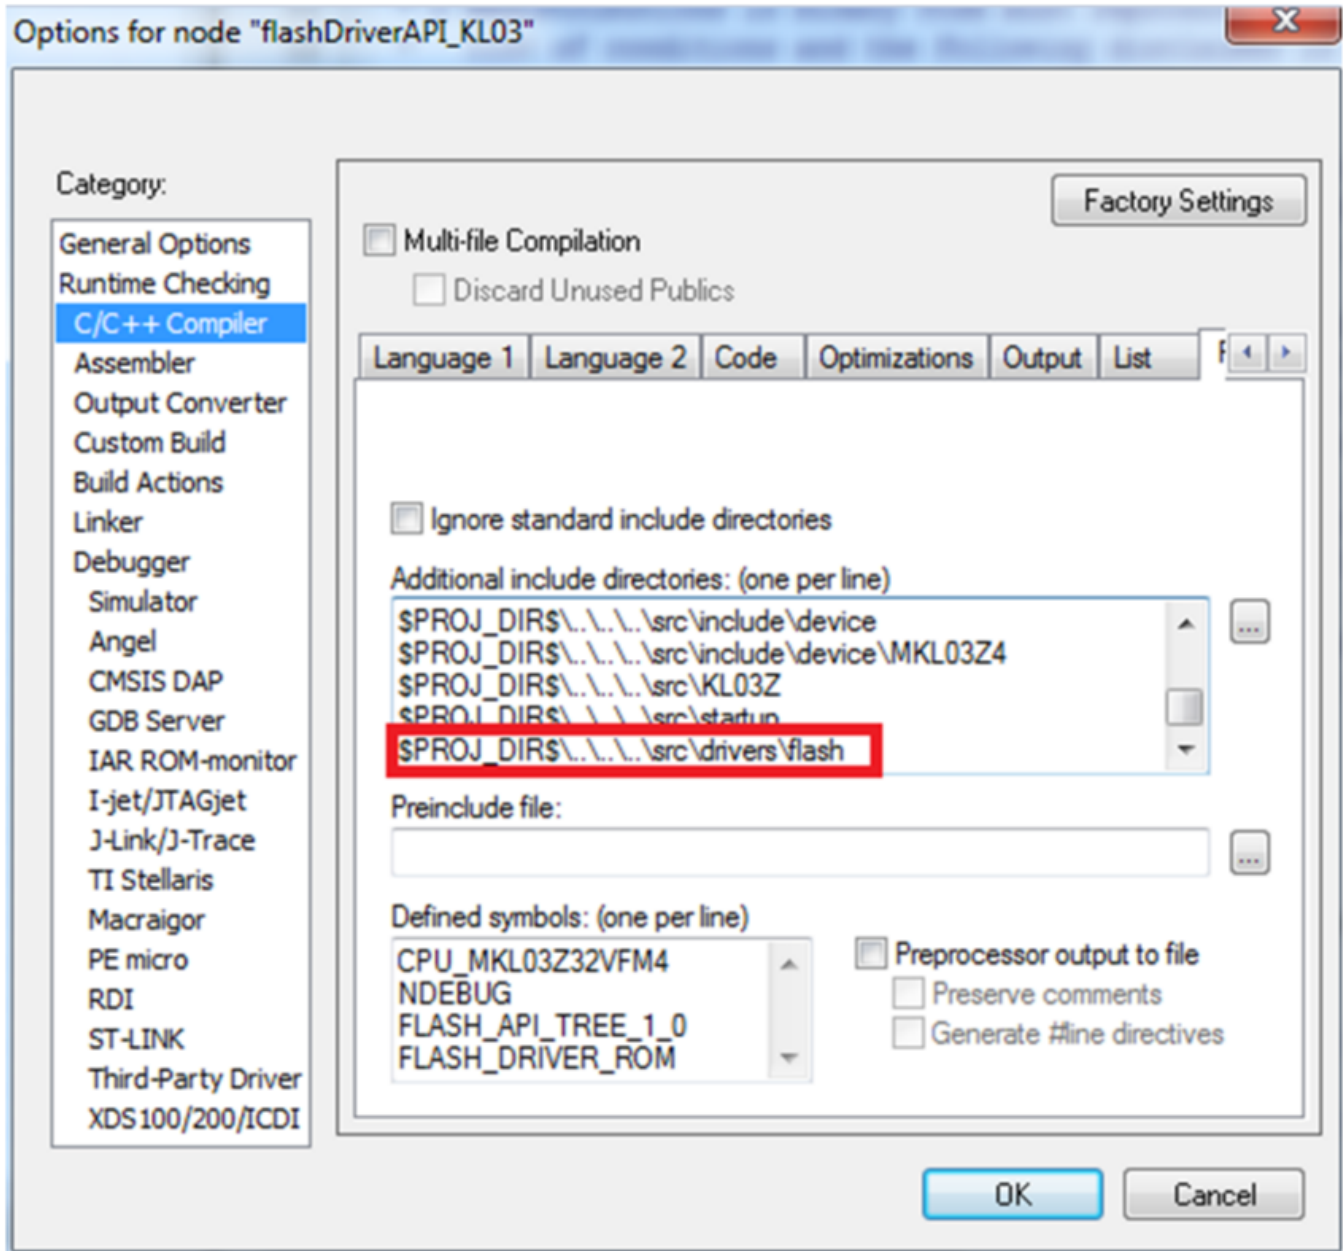 Options for node "flashDriverAPI_KL03"
Category:
General Options
Runtime Checking
C/C++ Compiler
Assembler
Output Converter
Custom Build
Build Actions
Linker
Debugger
Simulator
Angel
CMSIS DAP
GDB Server
IAR ROM-monitor
I-jet/JTAGjet
J-Link/J-Trace
TI Stellaris
Macraigor
PE micro
RDI
ST-LINK
Third-Party Driver
XDS100/200/ICDI
Factory Settings
Multi-file Compilation
Discard Unused Publics
Language 1 Language 2 Code Optimizations Output List
Ignore standard include directories
Additional include directories: (one per line)
$PROJ_DIR$\..\..\..\src\include\device
$PROJ_DIR$\..\..\..\src\include\device\MKL03Z4
$PROJ_DIR$\..\..\..\src\KL03Z
$PROJ_DIR$\..\..\..\src\startup
$PROJ_DIR$\..\..\..\src\drivers\flash
...
Preinclude file:
...
Defined symbols: (one per line)
CPU_MKL03Z32VFM4
NDEBUG
FLASH_API_TREE_1_0
FLASH_DRIVER_ROM
Preprocessor output to file
Preserve comments
Generate #line directives
OK
Cancel